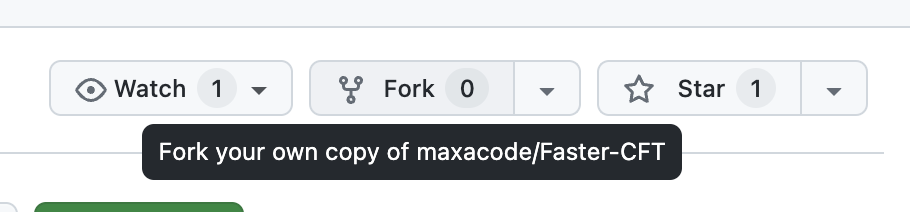 Watch 1 Fork 0 Star 1
Fork your own copy of maxacode/Faster-CFT